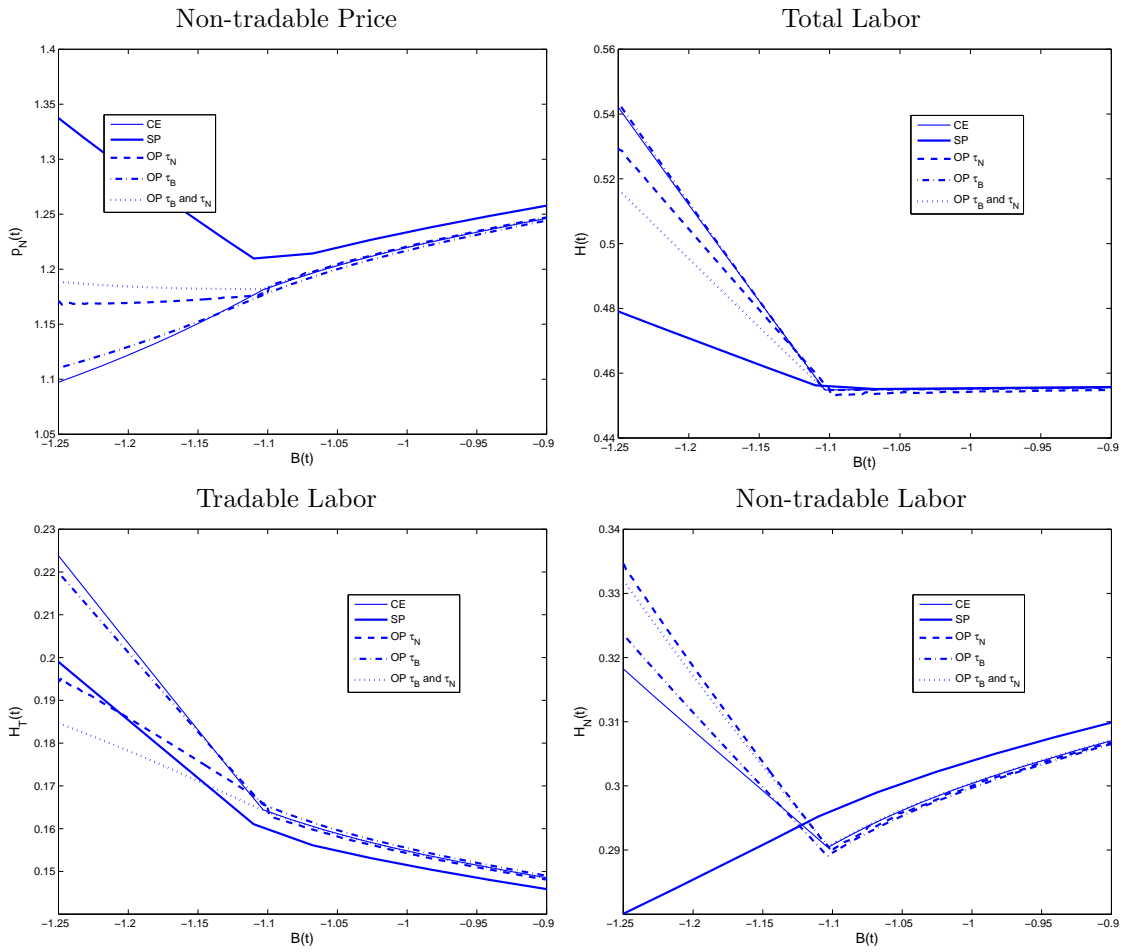 Non-tradable Price
1.4
1.35
1.3
1.25
1.2
1.15
1.1
1.05
p_N(t)
CE
SP
OP τ_N
OP τ_B
OP τ_B and τ_N
−1.25 −1.2 −1.15 −1.1 −1.05 −1 −0.95 −0.9
B(t)
Total Labor
0.56
0.54
0.52
0.5
0.48
0.46
0.44
H(t)
CE
SP
OP τ_N
OP τ_B
OP τ_B and τ_N
−1.25 −1.2 −1.15 −1.1 −1.05 −1 −0.95 −0.9
B(t)
Tradable Labor
0.23
0.22
0.21
0.2
0.19
0.18
0.17
0.16
0.15
H_T(t)
CE
SP
OP τ_N
OP τ_B
OP τ_B and τ_N
−1.25 −1.2 −1.15 −1.1 −1.05 −1 −0.95 −0.9
B(t)
Non-tradable Labor
0.34
0.33
0.32
0.31
0.3
0.29
H_N(t)
CE
SP
OP τ_N
OP τ_B
OP τ_B and τ_N
−1.25 −1.2 −1.15 −1.1 −1.05 −1 −0.95 −0.9
B(t)